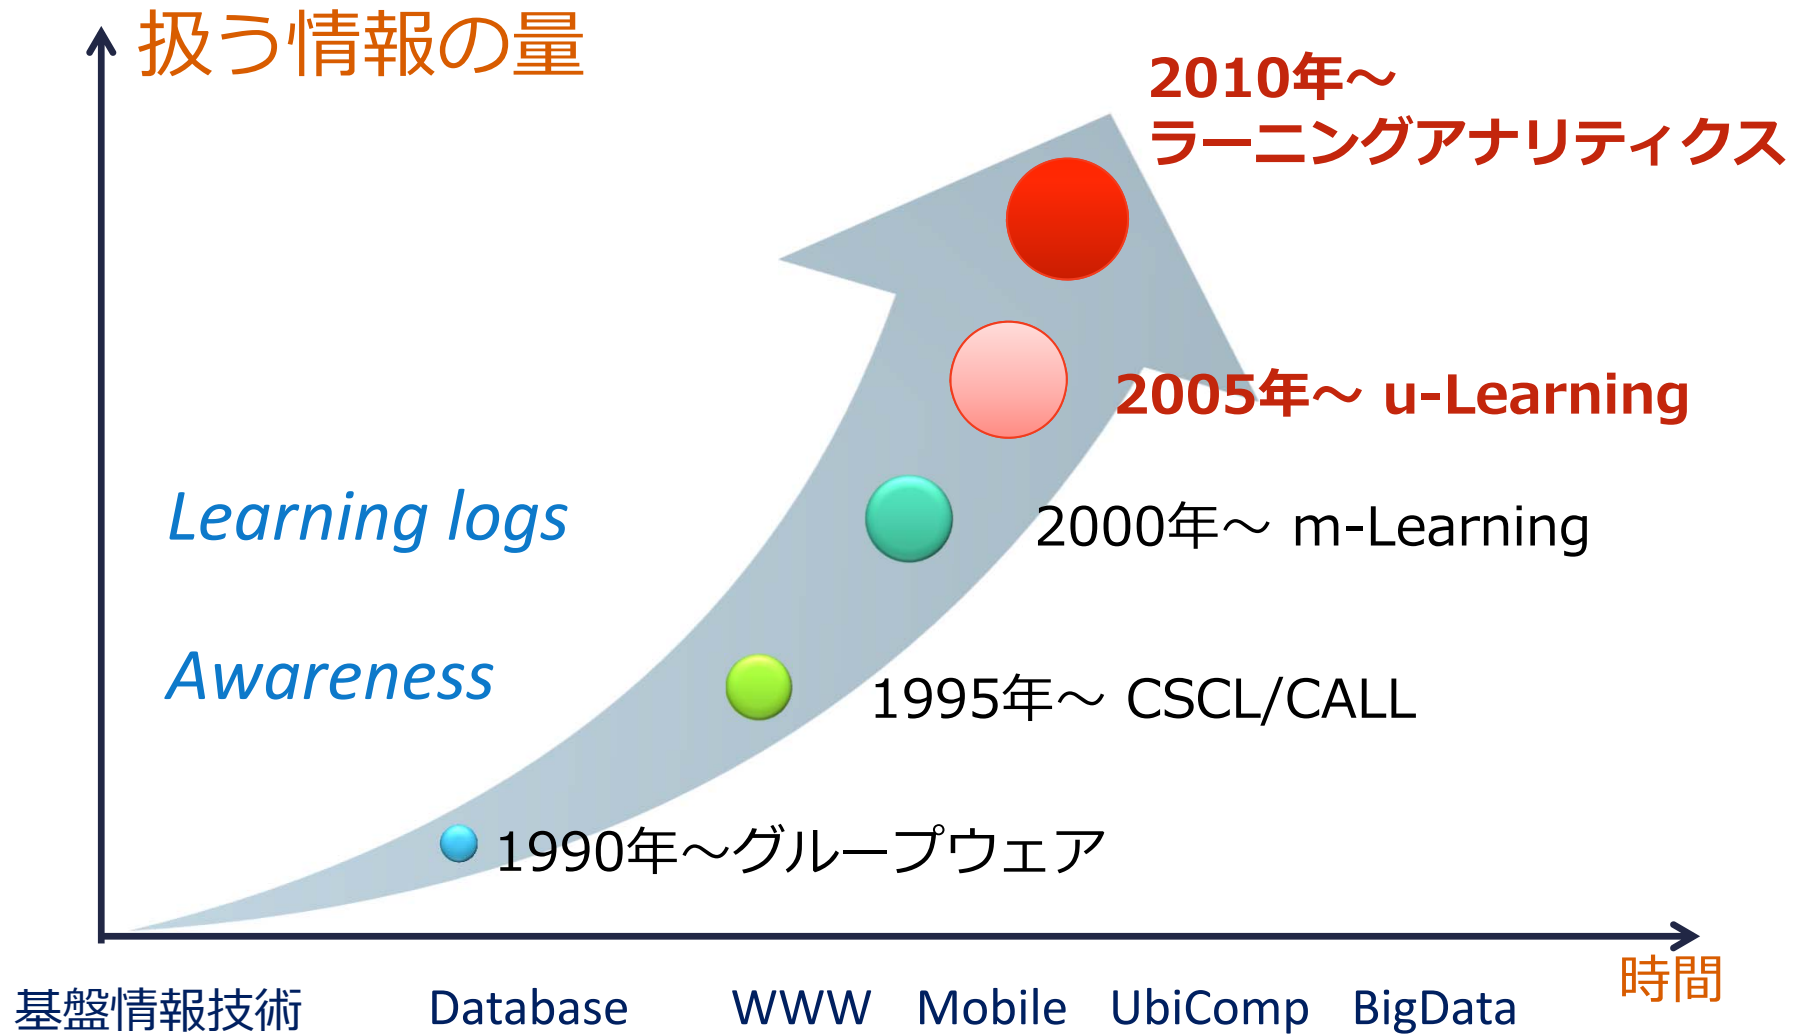 扱う情報の量
2010年～
ラーニングアナリティクス
2005年～ u-Learning
Learning logs
2000年～ m-Learning
Awareness
1995年～ CSCL/CALL
1990年～グループウェア
時間
基盤情報技術 Database WWW Mobile UbiComp BigData